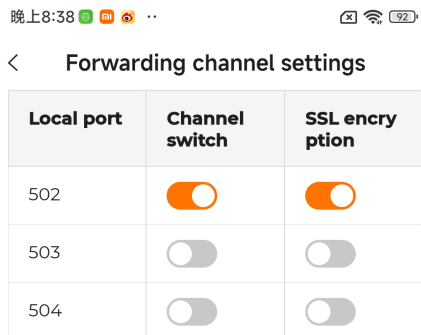 晚上8:38 92
Forwarding channel settings
Local port
Channel
switch
SSL encry
ption
502
503
504